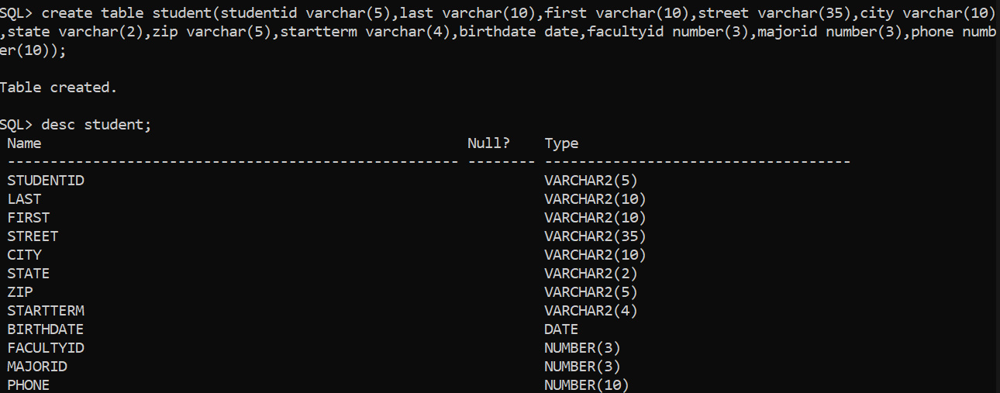 SQL> create table student(studentid varchar(5),last varchar(10),first varchar(10),street varchar(35),city varchar(10)
,state varchar(2),zip varchar(5),startterm varchar(4),birthdate date,facultyid number(3),majorid number(3),phone numb
er(10));
Table created.
SQL> desc student;
Name Null? Type
----------------------------------------------------- -------- ------------------------------------
STUDENTID VARCHAR2(5)
LAST VARCHAR2(10)
FIRST VARCHAR2(10)
STREET VARCHAR2(35)
CITY VARCHAR2(10)
STATE VARCHAR2(2)
ZIP VARCHAR2(5)
STARTTERM VARCHAR2(4)
BIRTHDATE DATE
FACULTYID NUMBER(3)
MAJORID NUMBER(3)
PHONE NUMBER(10)